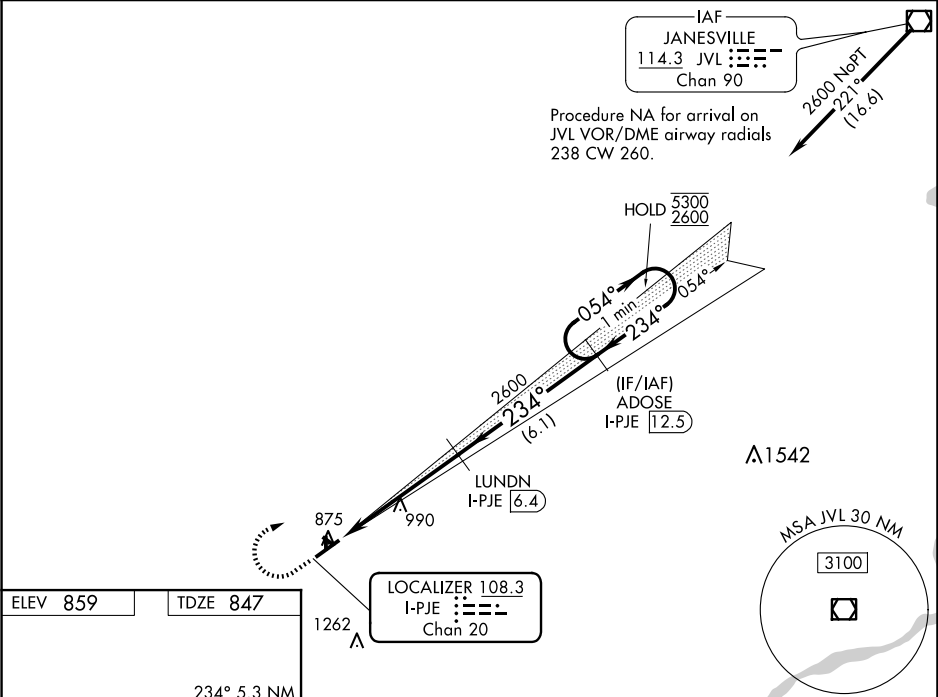 IAF
JANESVILLE
114.3 JVL
Chan 90
2600 NoPT
221°
(16.6)
Procedure NA for arrival on
JVL VOR/DME airway radials
238 CW 260.
HOLD 5300
2600
054°
1 min
234°
054°
2600
234°
(6.1)
(IF/IAF)
ADOSE
I-PJE 12.5
LUNDN
I-PJE 6.4
1542
875
990
MSA JVL 30 NM
3100
LOCALIZER 108.3
I-PJE
Chan 20
ELEV 859
TDZE 847
1262
234° 5.3 NM